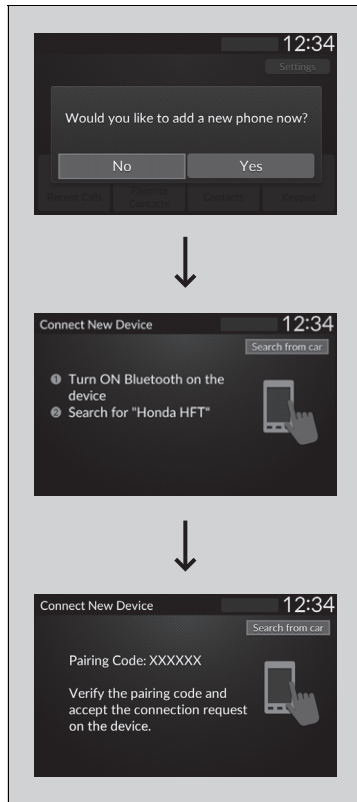 12:34
Settings
Would you like to add a new phone now?
No Yes
Recent Calls Favorite Contacts Contacts Keypad
Connect New Device 12:34
Search from car
1 Turn ON Bluetooth on the
device
2 Search for "Honda HFT"
Connect New Device 12:34
Search from car
Pairing Code: XXXXXX
Verify the pairing code and
accept the connection request
on the device.